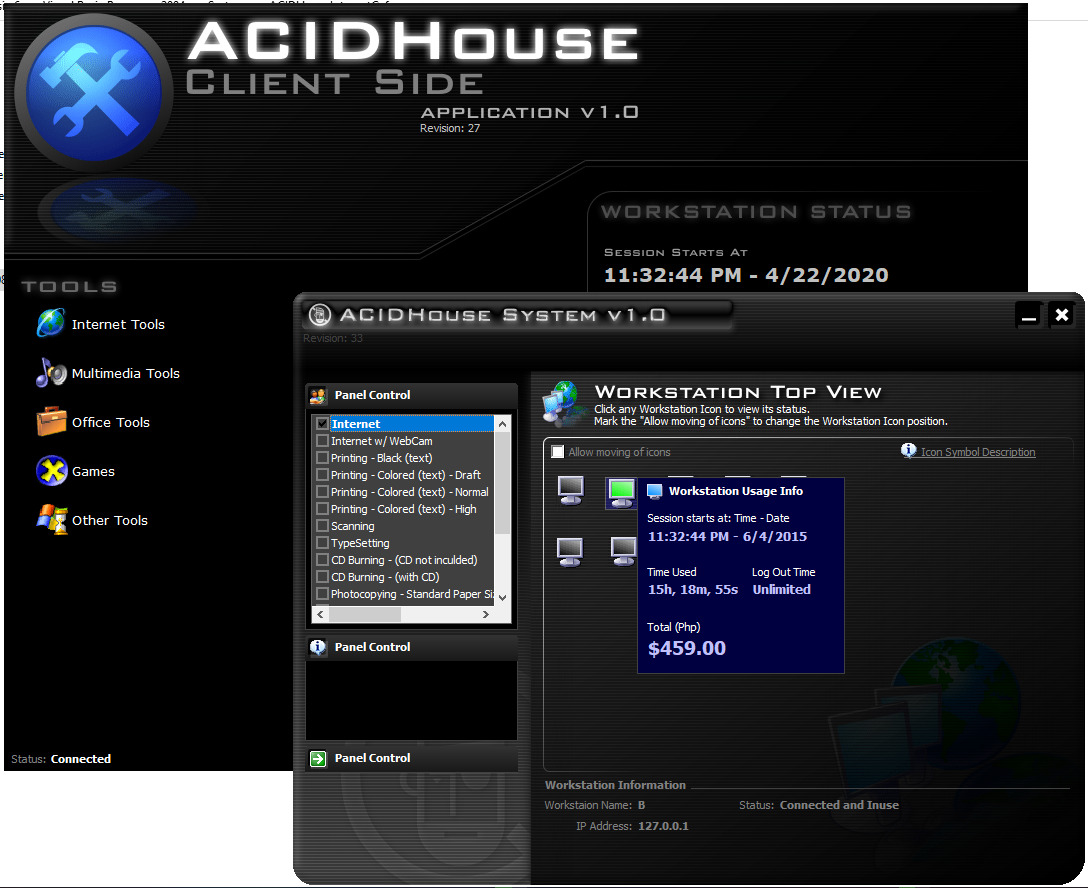 ACIDHouse
Client Side
application v1.0
Revision: 27
Workstation Status
Session Starts At
11:32:44 PM - 4/22/2020
Tools
Internet Tools
Multimedia Tools
Office Tools
Games
Other Tools
Status: Connected
ACIDHouse System v1.0
Revision: 33
Panel Control
Internet
Internet w/ WebCam
Printing - Black (text)
Printing - Colored (text) - Draft
Printing - Colored (text) - Normal
Printing - Colored (text) - High
Scanning
TypeSetting
CD Burning - (CD not inculded)
CD Burning - (with CD)
Photocopying - Standard Paper Si
Panel Control
Panel Control
Workstation Top View
Click any Workstation Icon to view its status.
Mark the "Allow moving of icons" to change the Workstation Icon position.
Allow moving of icons
Icon Symbol Description
Workstation Usage Info
Session starts at: Time - Date
11:32:44 PM - 6/4/2015
Time Used Log Out Time
15h, 18m, 55s Unlimited
Total (Php)
$459.00
Workstation Information
Workstaion Name: B Status: Connected and Inuse
IP Address: 127.0.0.1